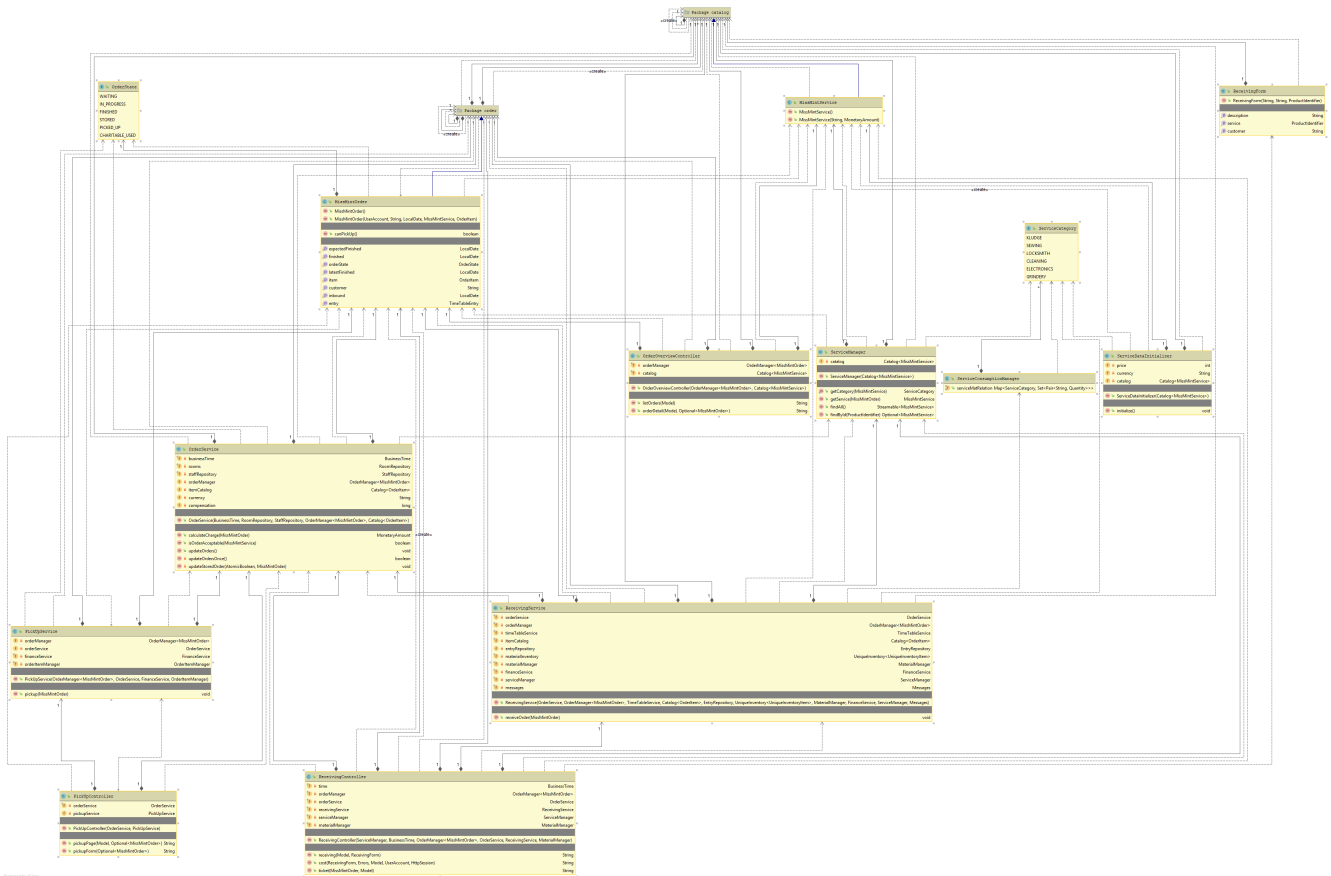 Package catalog
«create»
«create»
OrderState
WAITING
IN_PROGRESS
FINISHED
STORED
PICKED_UP
CHARITABLE_USED
Package order
«create»
MissMintService
MissMintService()
MissMintService(String, MonetaryAmount)
ReceivingForm
ReceivingForm(String, String, ProductIdentifier)
description String
service ProductIdentifier
customer String
«create»
MissMintOrder
MissMintOrder()
MissMintOrder(UserAccount, String, LocalDate, MissMintService, OrderItem)
canPickUp() boolean
expectedFinished LocalDate
finished LocalDate
orderState OrderState
latestFinished LocalDate
item OrderItem
customer String
inbound LocalDate
entry TimeTableEntry
ServiceCategory
KLUDGE
SEWING
LOCKSMITH
CLEANING
ELECTRONICS
GRINDERY
OrderOverviewController
orderManager OrderManager<MissMintOrder>
catalog Catalog<MissMintService>
OrderOverviewController(OrderManager<MissMintOrder>, Catalog<MissMintService>)
listOrders(Model) String
orderDetail(Model, Optional<MissMintOrder>) String
ServiceManager
catalog Catalog<MissMintService>
ServiceManager(Catalog<MissMintService>)
getCategory(MissMintService) ServiceCategory
getService(MissMintOrder) MissMintService
findAll() Streamable<MissMintService>
findById(ProductIdentifier) Optional<MissMintService>
ServiceConsumptionManager
serviceMatRelation Map<ServiceCategory, Set<Pair<String, Quantity>>>
ServiceDataInitializer
price int
currency String
catalog Catalog<MissMintService>
ServiceDataInitializer(Catalog<MissMintService>)
initialize() void
OrderService
businessTime BusinessTime
rooms RoomRepository
staffRepository StaffRepository
orderManager OrderManager<MissMintOrder>
itemCatalog Catalog<OrderItem>
currency String
compensation long
OrderService(BusinessTime, RoomRepository, StaffRepository, OrderManager<MissMintOrder>, Catalog<OrderItem>)
calculateCharge(MissMintOrder) MonetaryAmount
isOrderAcceptable(MissMintService) boolean
updateOrders() void
updateOrdersOnce() boolean
updateStoredOrder(AtomicBoolean, MissMintOrder) void
«create»
PickUpService
orderManager OrderManager<MissMintOrder>
orderService OrderService
financeService FinanceService
orderItemManager OrderItemManager
PickUpService(OrderManager<MissMintOrder>, OrderService, FinanceService, OrderItemManager)
pickup(MissMintOrder) void
ReceivingService
orderService OrderService
orderManager OrderManager<MissMintOrder>
timeTableService TimeTableService
itemCatalog Catalog<OrderItem>
entryRepository EntryRepository
materialInventory UniqueInventory<UniqueInventoryItem>
materialManager MaterialManager
financeService FinanceService
serviceManager ServiceManager
messages Messages
ReceivingService(OrderService, OrderManager<MissMintOrder>, TimeTableService, Catalog<OrderItem>, EntryRepository, UniqueInventory<UniqueInventoryItem>, MaterialManager, FinanceService, ServiceManager, Messages)
receiveOrder(MissMintOrder) void
PickUpController
orderService OrderService
pickupService PickUpService
PickUpController(OrderService, PickUpService)
pickupPage(Model, Optional<MissMintOrder>) String
pickupForm(Optional<MissMintOrder>) String
ReceivingController
time BusinessTime
orderManager OrderManager<MissMintOrder>
orderService OrderService
receivingService ReceivingService
serviceManager ServiceManager
materialManager MaterialManager
ReceivingController(ServiceManager, BusinessTime, OrderManager<MissMintOrder>, OrderService, ReceivingService, MaterialManager)
receiving(Model, ReceivingForm) String
cost(ReceivingForm, Errors, Model, UserAccount, HttpSession) String
ticket(MissMintOrder, Model) String